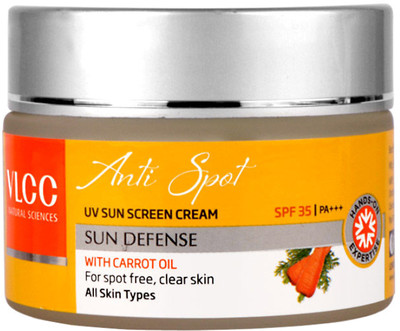 VLCC
NATURAL SCIENCES
Anti Spot
UV SUN SCREEN CREAM
SPF 35 | PA+++
SUN DEFENSE
WITH CARROT OIL
For spot free, clear skin
All Skin Types
HANDS-ON
EXPERTISE